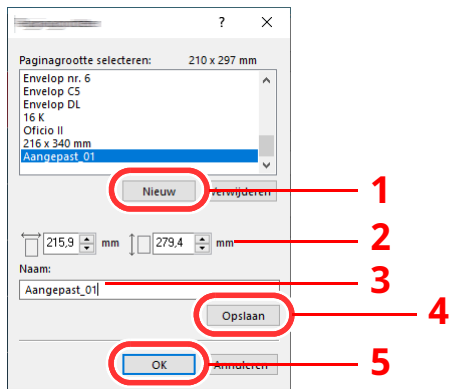 ?
Paginagrootte selecteren: 210 x 297 mm
Envelop nr. 6
Envelop C5
Envelop DL
16 K
Oficio II
216 x 340 mm
Aangepast_01
Nieuw Verwijderen 1
215,9 mm 279,4 mm 2
Naam: 3
Aangepast_01
Opslaan 4
OK Annuleren 5